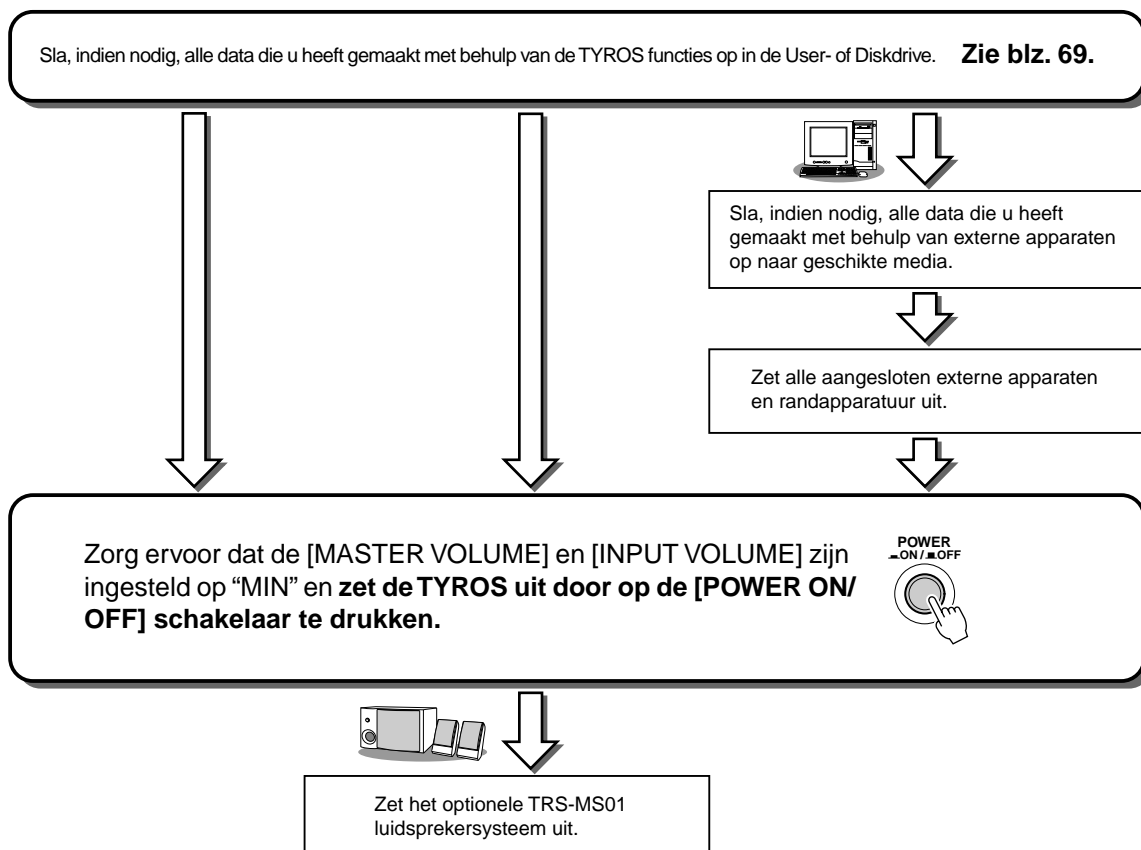 Sla, indien nodig, alle data die u heeft gemaakt met behulp van de TYROS functies op in de User- of Diskdrive. Zie blz. 69.
Sla, indien nodig, alle data die u heeft
gemaakt met behulp van externe apparaten
op naar geschikte media.
Zet alle aangesloten externe apparaten
en randapparatuur uit.
Zorg ervoor dat de [MASTER VOLUME] en [INPUT VOLUME] zijn
ingesteld op “MIN” en zet de TYROS uit door op de [POWER ON/
OFF] schakelaar te drukken.
POWER
ON / OFF
Zet het optionele TRS-MS01
luidsprekersysteem uit.